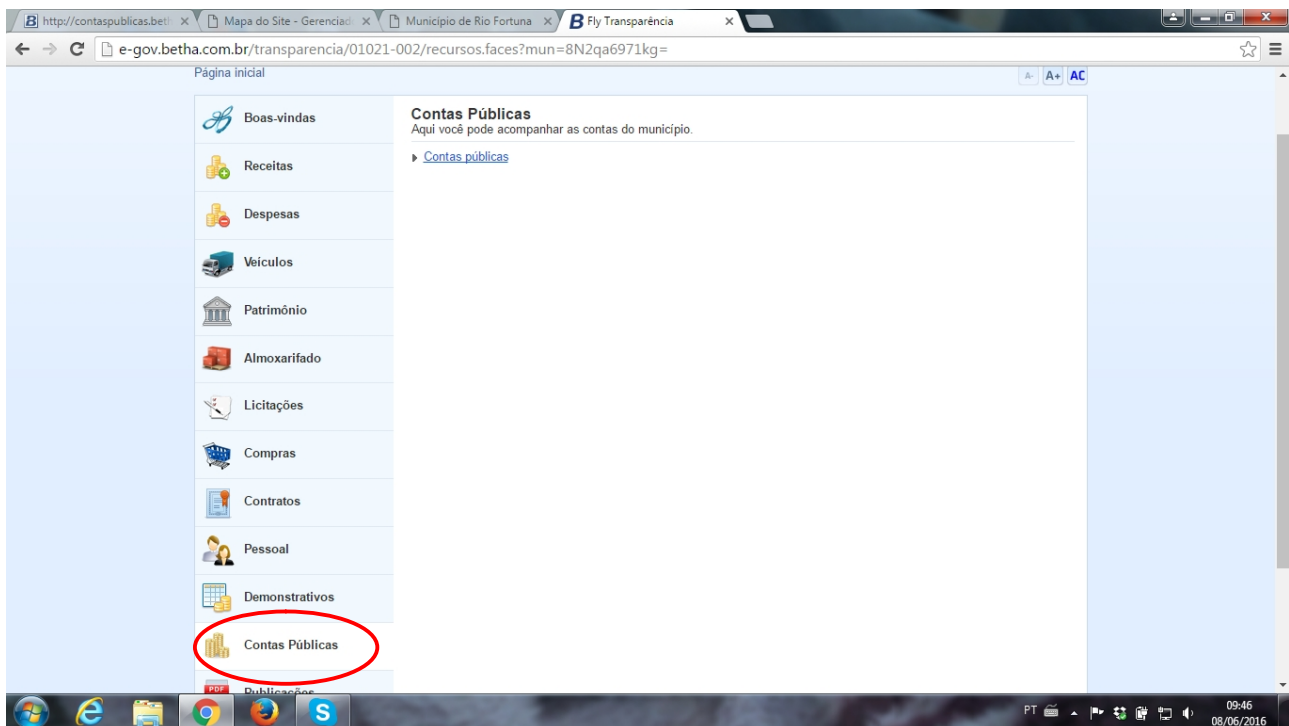 http://contaspublicas.beth
Mapa do Site - Gerenciad
Município de Rio Fortuna
Fly Transparência
e-gov.betha.com.br/transparencia/01021-002/recursos.faces?mun=8N2qa6971kg=
Página inicial
A- A+ AC
Boas-vindas
Receitas
Despesas
Veículos
Patrimônio
Almoxarifado
Licitações
Compras
Contratos
Pessoal
Demonstrativos
Contas Públicas
PDF Publicações
Contas Públicas
Aqui você pode acompanhar as contas do município.
Contas públicas
PT
09:46
08/06/2016